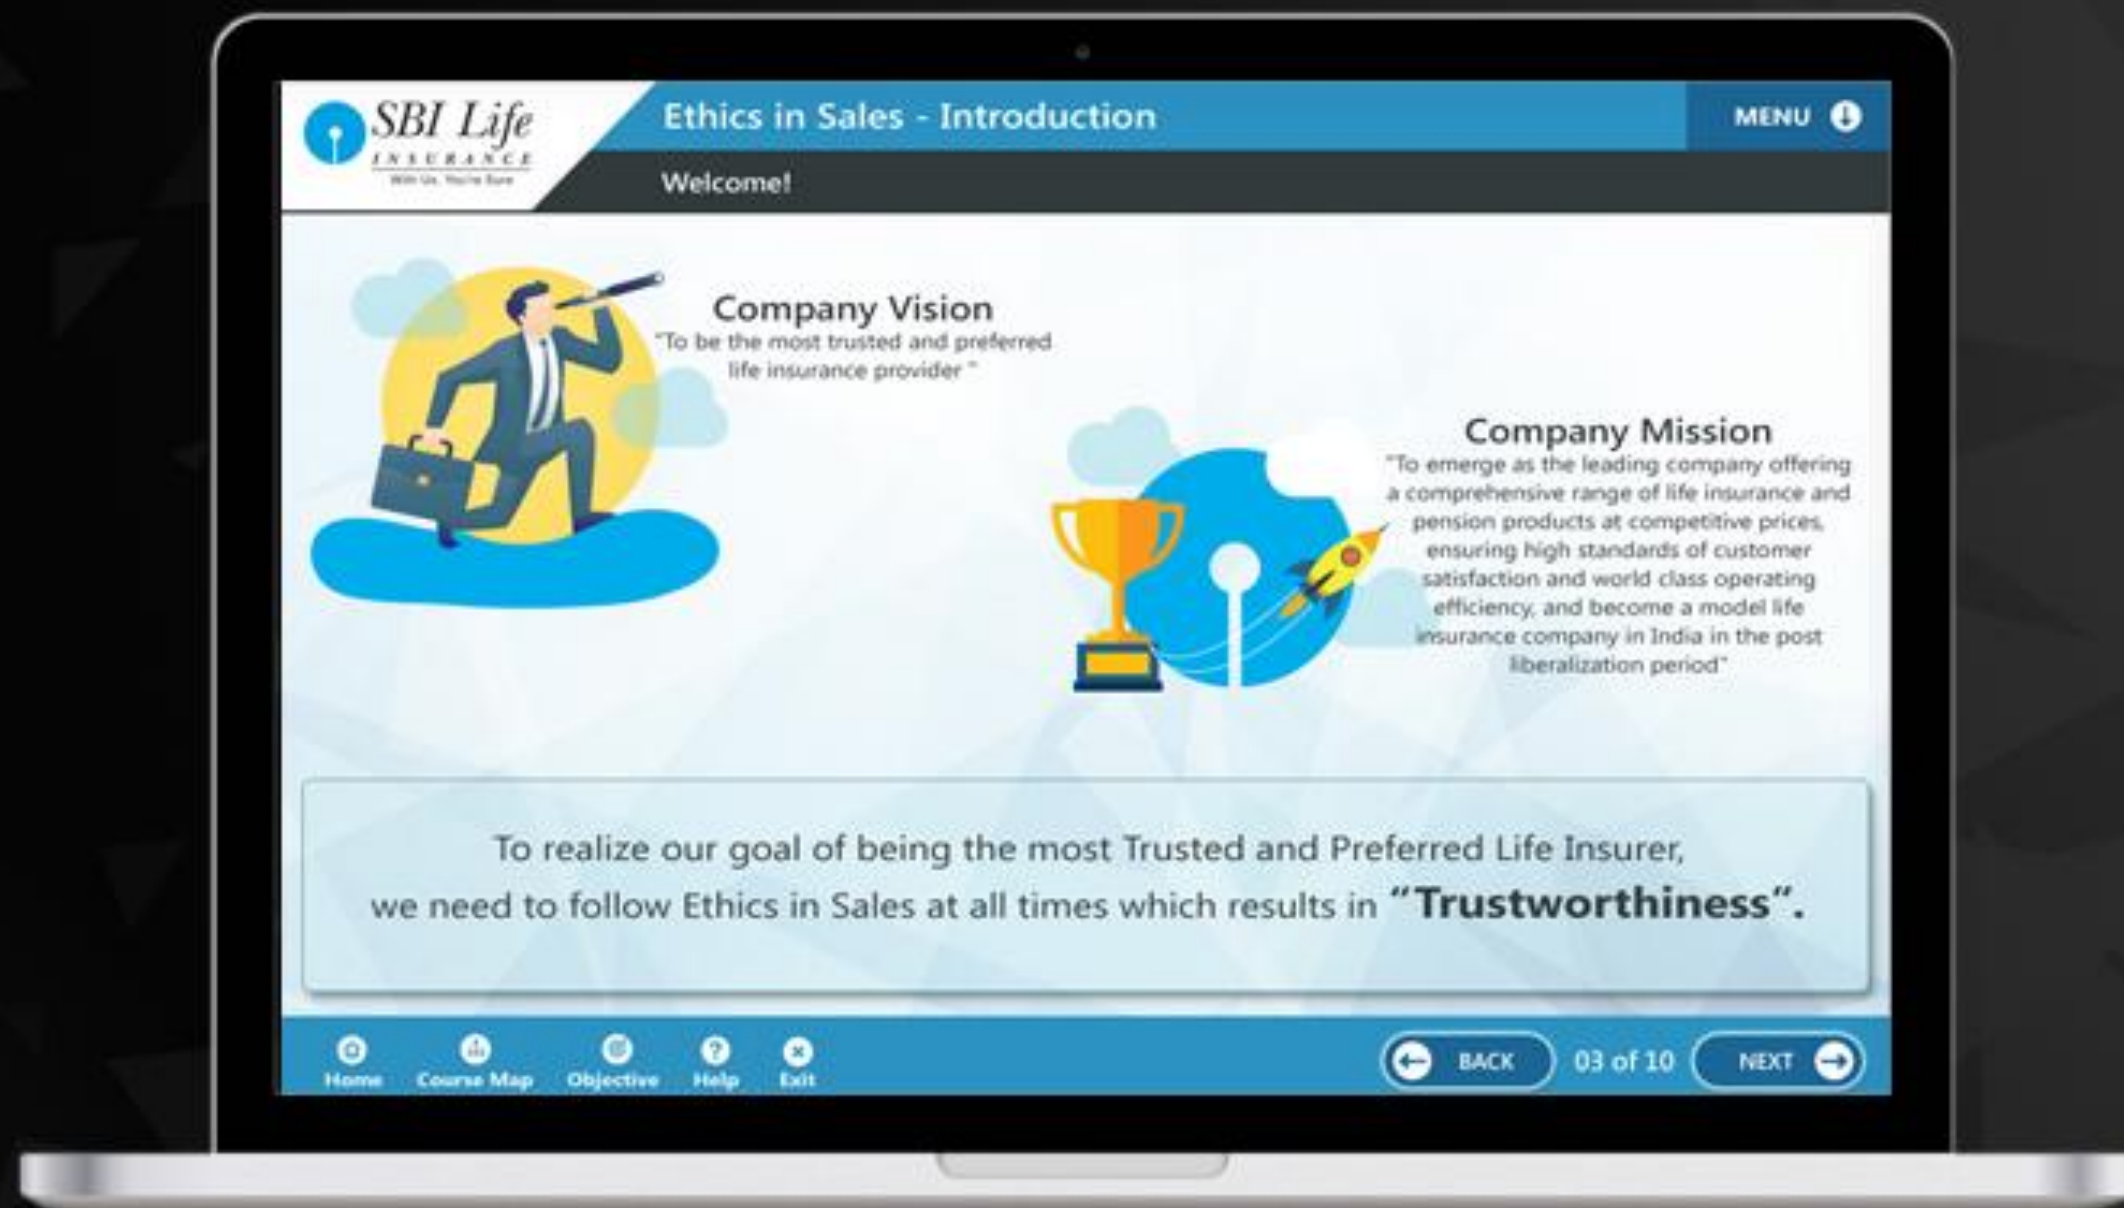 SBI Life
INSURANCE
With Us, You're Sure
Ethics in Sales - Introduction
MENU
Welcome!
Company Vision
"To be the most trusted and preferred
life insurance provider "
Company Mission
"To emerge as the leading company offering
a comprehensive range of life insurance and
pension products at competitive prices,
ensuring high standards of customer
satisfaction and world class operating
efficiency, and become a model life
insurance company in India in the post
liberalization period"
To realize our goal of being the most Trusted and Preferred Life Insurer,
we need to follow Ethics in Sales at all times which results in “Trustworthiness”.
Home Course Map Objective Help Exit
BACK 03 of 10 NEXT